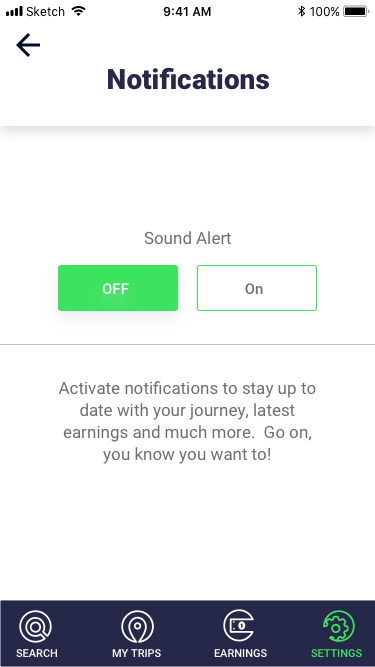 Sketch 9:41 AM 100%
Notifications
Sound Alert
OFF On
Activate notifications to stay up to
date with your journey, latest
earnings and much more.  Go on,
you know you want to!
SEARCH MY TRIPS EARNINGS SETTINGS